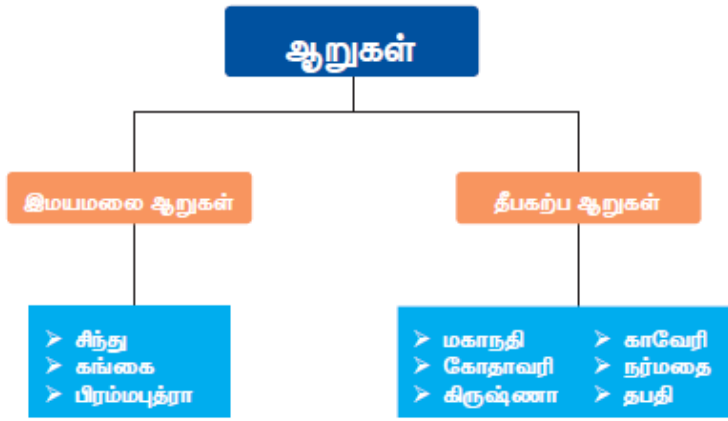 ஆறுகள்
இமயமலை ஆறுகள்
தீபகற்ப ஆறுகள்
➢ சிந்து
➢ கங்கை
➢ பிரம்மபுத்ரா
➢ மகாநதி
➢ கோதாவரி
➢ கிருஷ்ணா
➢ காவேரி
➢ நர்மதை
➢ தபதி